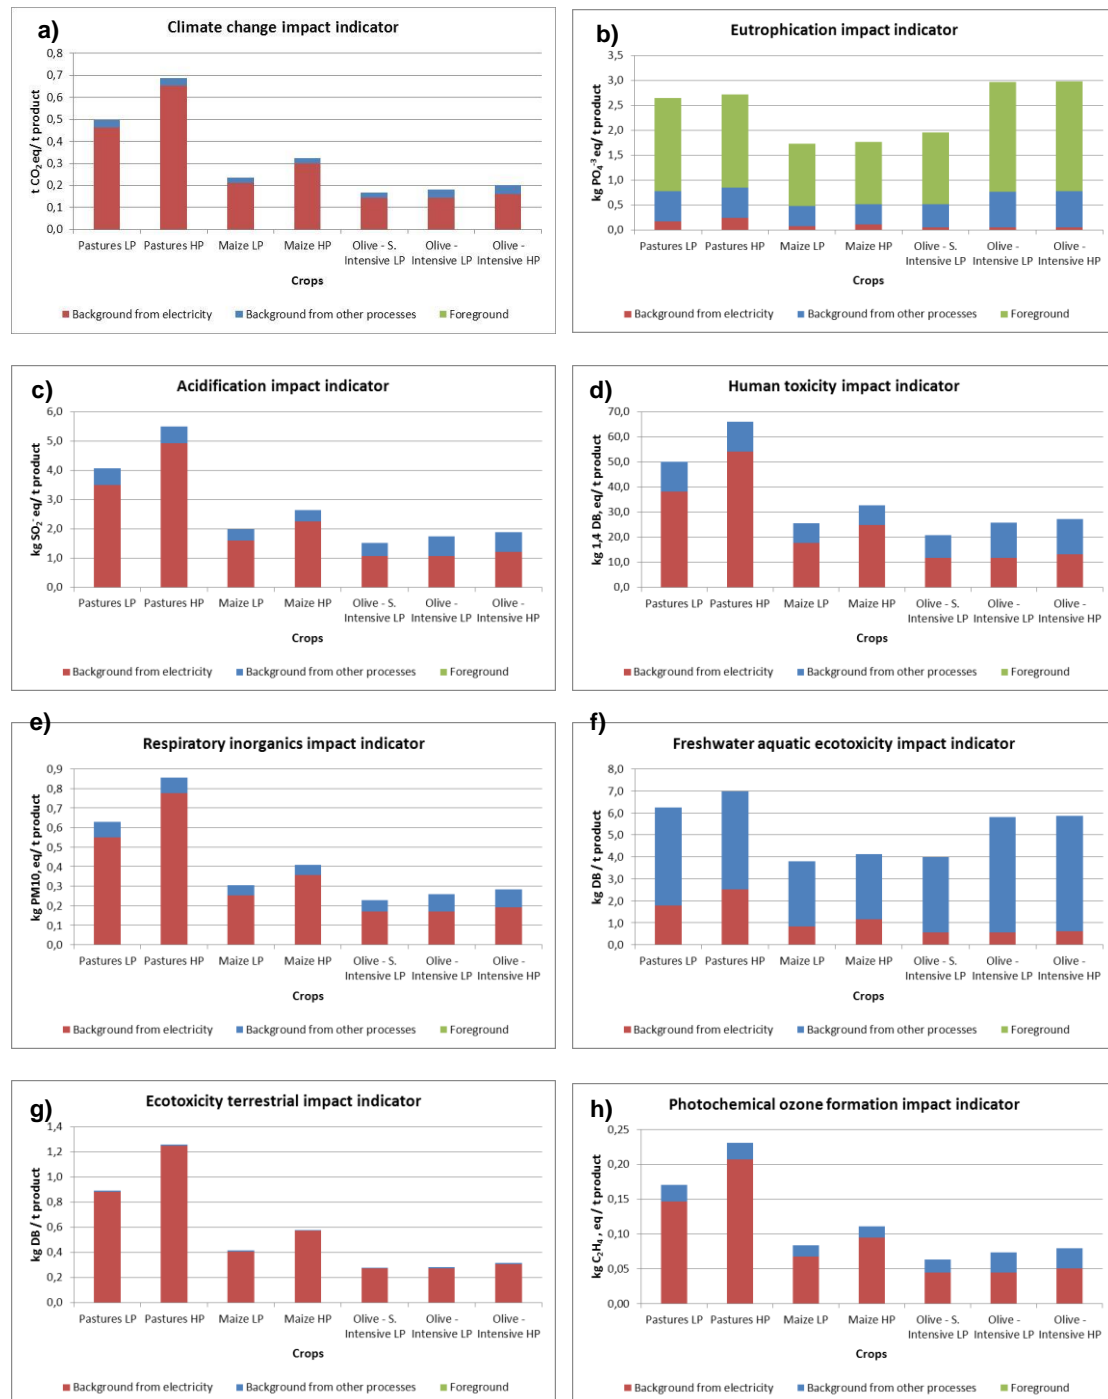 a)
Climate change impact indicator
0,8
0,7
0,6
0,5
0,4
0,3
0,2
0,1
0,0
t CO₂ eq/ t product
Pastures LP Pastures HP Maize LP Maize HP Olive - S. Intensive LP Olive - Intensive LP Olive - Intensive HP
Crops
Background from electricity Background from other processes Foreground
b)
Eutrophication impact indicator
3,5
3,0
2,5
2,0
1,5
1,0
0,5
0,0
kg PO₄⁻³ eq/ t product
Pastures LP Pastures HP Maize LP Maize HP Olive - S. Intensive LP Olive - Intensive LP Olive - Intensive HP
Crops
Background from electricity Background from other processes Foreground
c)
Acidification impact indicator
6,0
5,0
4,0
3,0
2,0
1,0
0,0
kg SO₂⁻ eq/ t product
Pastures LP Pastures HP Maize LP Maize HP Olive - S. Intensive LP Olive - Intensive LP Olive - Intensive HP
Crops
Background from electricity Background from other processes Foreground
d)
Human toxicity impact indicator
70,0
60,0
50,0
40,0
30,0
20,0
10,0
0,0
kg 1,4 DB, eq/ t product
Pastures LP Pastures HP Maize LP Maize HP Olive - S. Intensive LP Olive - Intensive LP Olive - Intensive HP
Crops
Background from electricity Background from other processes Foreground
e)
Respiratory inorganics impact indicator
0,9
0,8
0,7
0,6
0,5
0,4
0,3
0,2
0,1
0,0
kg PM10, eq/ t product
Pastures LP Pastures HP Maize LP Maize HP Olive - S. Intensive LP Olive - Intensive LP Olive - Intensive HP
Crops
Background from electricity Background from other processes Foreground
f)
Freshwater aquatic ecotoxicity impact indicator
8,0
7,0
6,0
5,0
4,0
3,0
2,0
1,0
0,0
kg DB / t product
Pastures LP Pastures HP Maize LP Maize HP Olive - S. Intensive LP Olive - Intensive LP Olive - Intensive HP
Crops
Background from electricity Background from other processes Foreground
g)
Ecotoxicity terrestrial impact indicator
1,4
1,2
1,0
0,8
0,6
0,4
0,2
0,0
kg DB / t product
Pastures LP Pastures HP Maize LP Maize HP Olive - S. Intensive LP Olive - Intensive LP Olive - Intensive HP
Crops
Background from electricity Background from other processes Foreground
h)
Photochemical ozone formation impact indicator
0,25
0,20
0,15
0,10
0,05
0,00
kg C₂H₄ , eq / t product
Pastures LP Pastures HP Maize LP Maize HP Olive - S. Intensive LP Olive - Intensive LP Olive - Intensive HP
Crops
Background from electricity Background from other processes Foreground